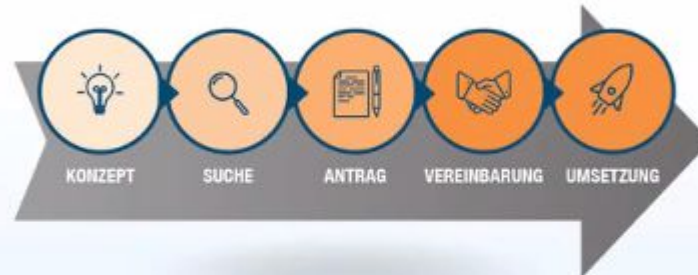 KONZEPT
SUCHE
ANTRAG
VEREINBARUNG
UMSETZUNG